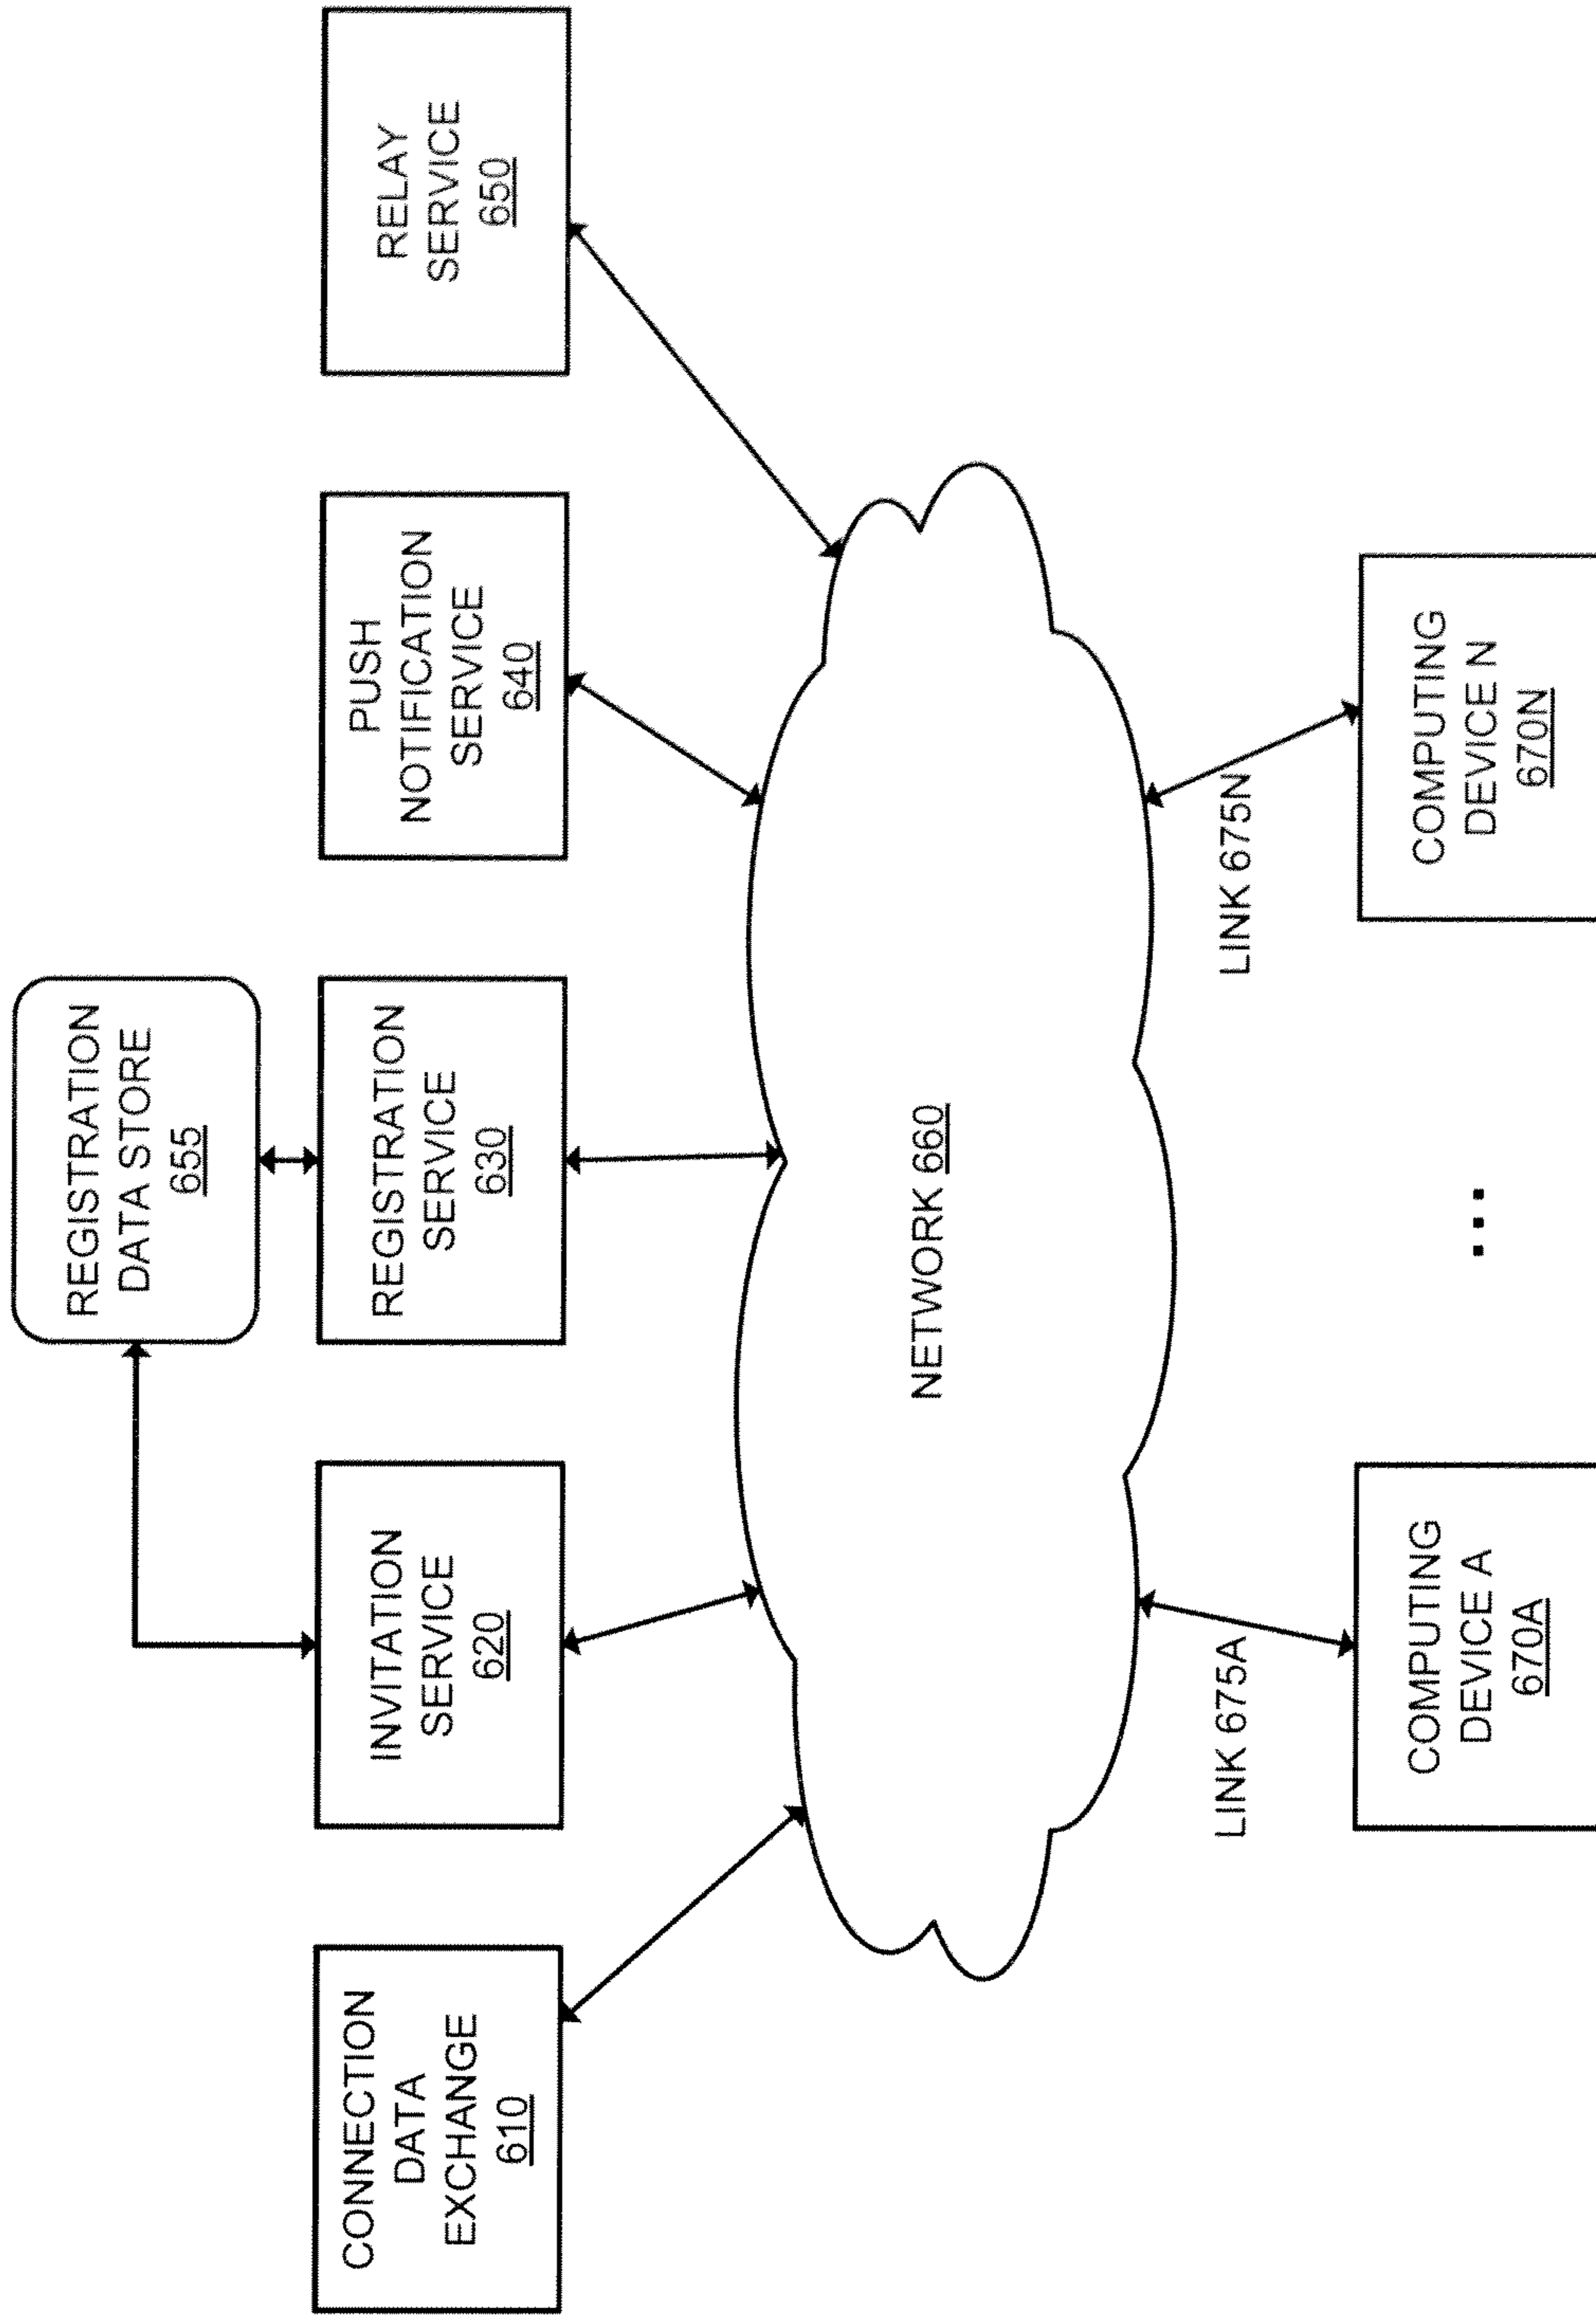 REGISTRATION
DATA STORE
655
CONNECTION
DATA
EXCHANGE
610
INVITATION
SERVICE
620
REGISTRATION
SERVICE
630
PUSH
NOTIFICATION
SERVICE
640
RELAY
SERVICE
650
NETWORK 660
LINK 675A
LINK 675N
COMPUTING
DEVICE A
670A
...
COMPUTING
DEVICE N
670N